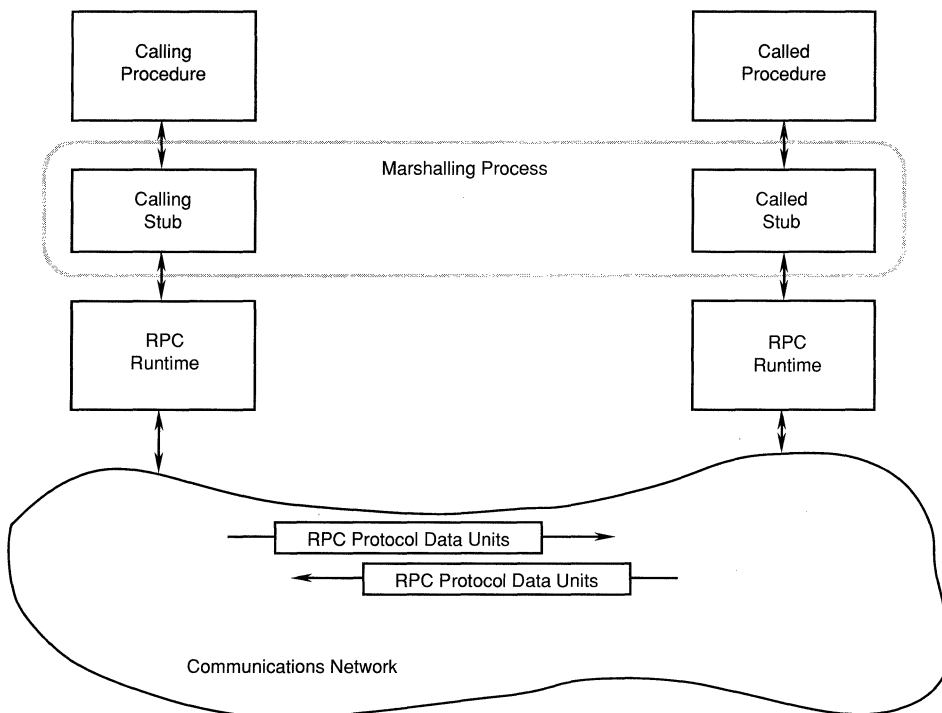 Calling
Procedure
Called
Procedure
Marshalling Process
Calling
Stub
Called
Stub
RPC
Runtime
RPC
Runtime
RPC Protocol Data Units
RPC Protocol Data Units
Communications Network